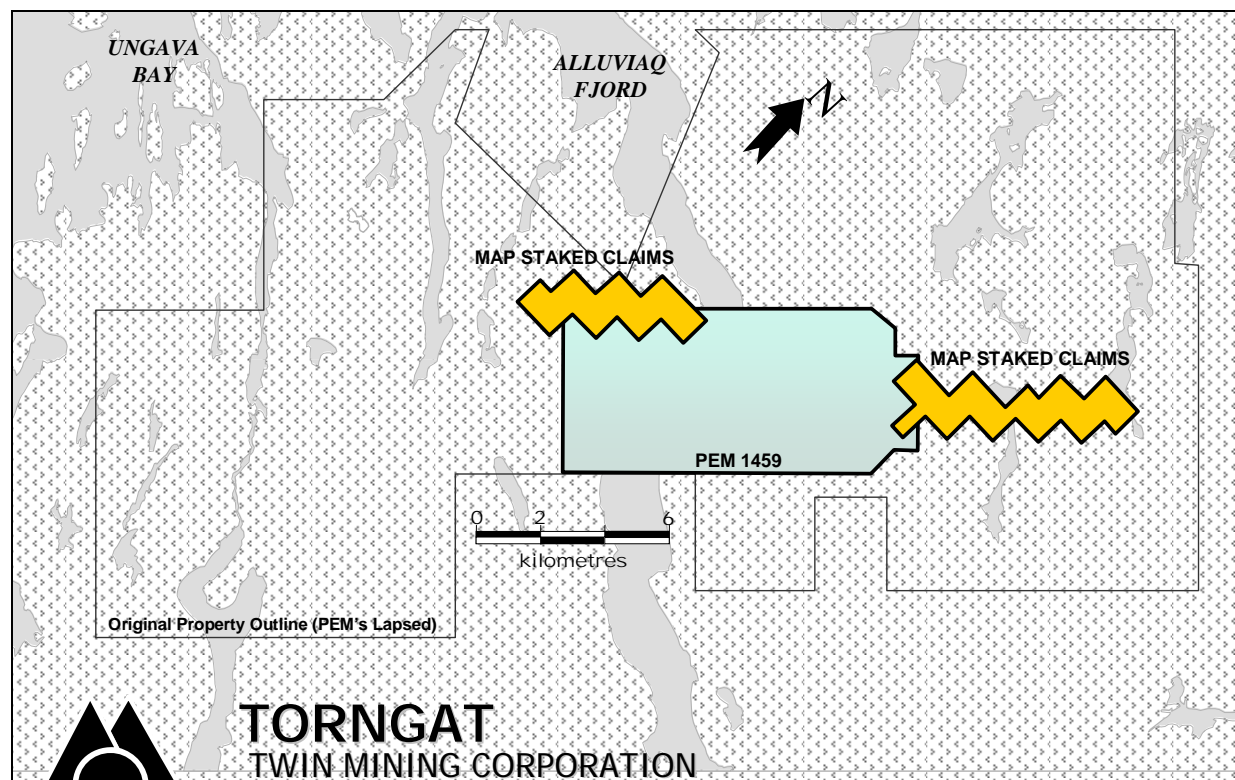 UNGAVA
BAY
ALLUVIAQ
FJORD
N
MAP STAKED CLAIMS
MAP STAKED CLAIMS
PEM 1459
0 2 6
kilometres
Original Property Outline (PEM's Lapsed)
TORNGAT
TWIN MINING CORPORATION